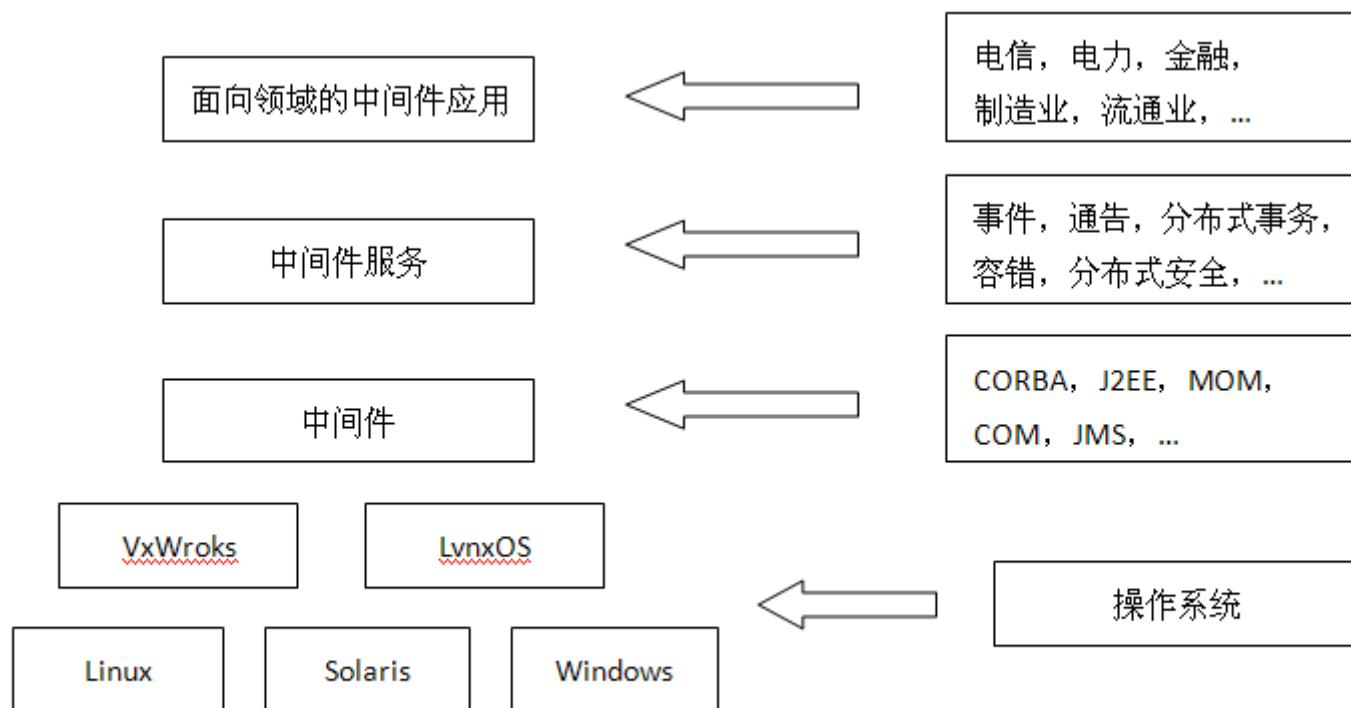 面向领域的中间件应用
电信，电力，金融，
制造业，流通业，...
中间件服务
事件，通告，分布式事务，
容错，分布式安全，...
中间件
CORBA，J2EE，MOM，
COM，JMS，...
VxWroks
LvnxOS
操作系统
Linux
Solaris
Windows